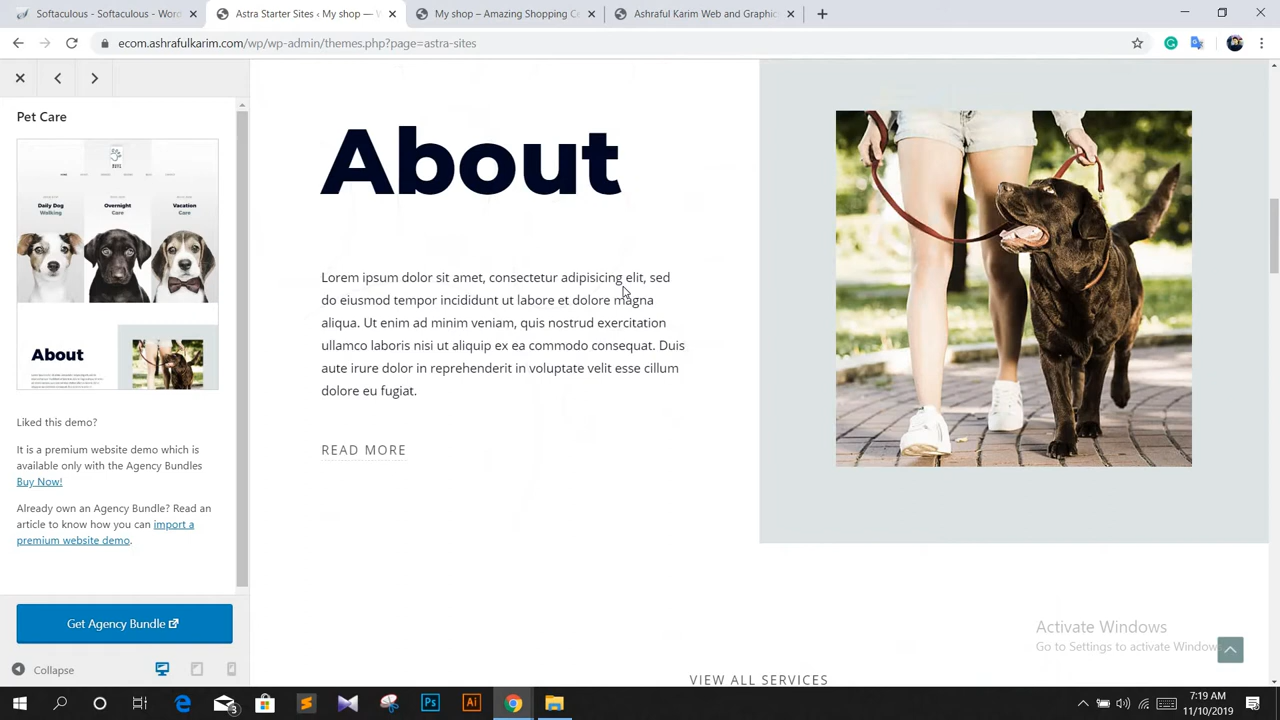 Softaculous - Softaculous - Word
Astra Starter Sites ‹ My shop — W
My shop – Amazing Shopping Ce
Ashraful Karim Web and Graphic
ecom.ashrafulkarim.com/wp/wp-admin/themes.php?page=astra-sites
Pet Care
Daily Dog
Walking
Overnight
Care
Vacation
Care
About
Liked this demo?
It is a premium website demo which is
available only with the Agency Bundles
Buy Now!
Already own an Agency Bundle? Read an
article to know how you can import a
premium website demo.
Get Agency Bundle
Collapse
About
Lorem ipsum dolor sit amet, consectetur adipisicing elit, sed
do eiusmod tempor incididunt ut labore et dolore magna
aliqua. Ut enim ad minim veniam, quis nostrud exercitation
ullamco laboris nisi ut aliquip ex ea commodo consequat. Duis
aute irure dolor in reprehenderit in voluptate velit esse cillum
dolore eu fugiat.
READ MORE
VIEW ALL SERVICES
Activate Windows
Go to Settings to activate Windows
3
Ps
Ai
7:19 AM
11/10/2019